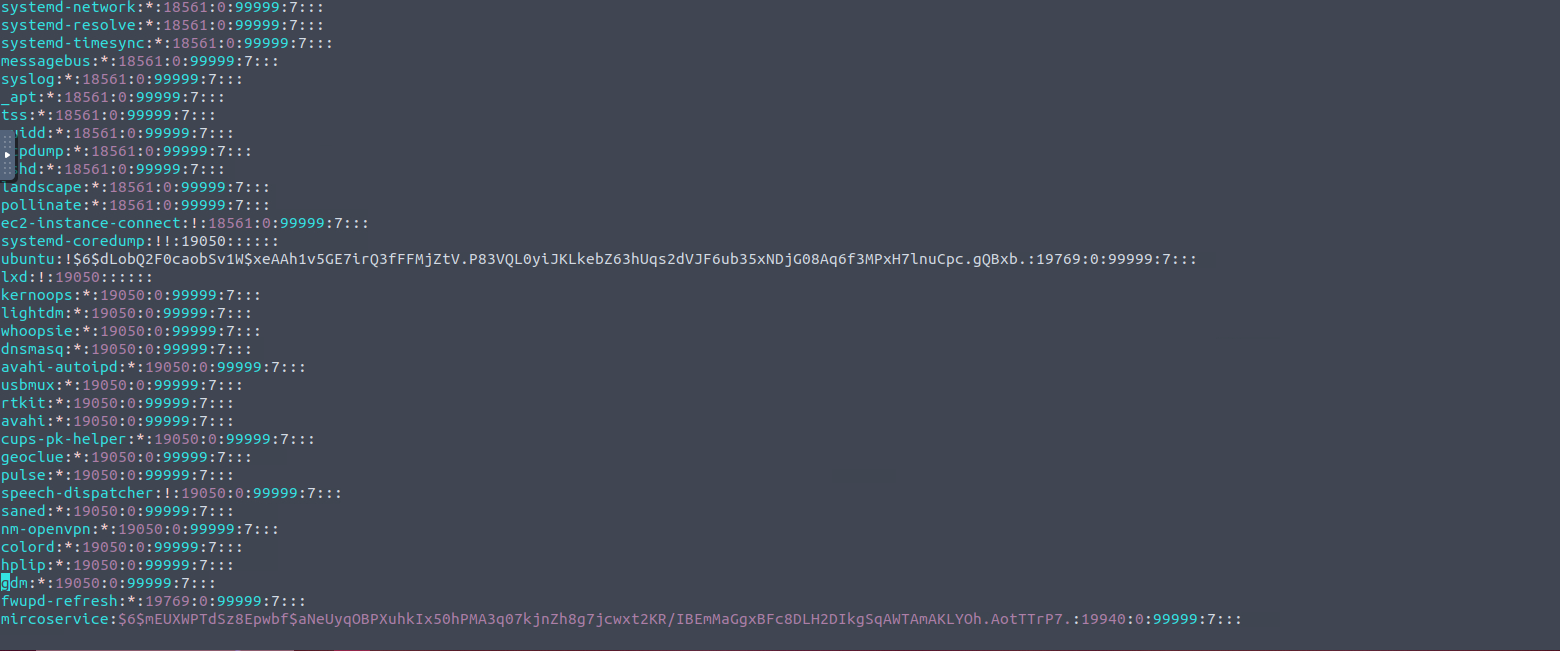 systemd-network:*:18561:0:99999:7:::
systemd-resolve:*:18561:0:99999:7:::
systemd-timesync:*:18561:0:99999:7:::
messagebus:*:18561:0:99999:7:::
syslog:*:18561:0:99999:7:::
_apt:*:18561:0:99999:7:::
tss:*:18561:0:99999:7:::
idd:*:18561:0:99999:7:::
pdump:*:18561:0:99999:7:::
hd:*:18561:0:99999:7:::
landscape:*:18561:0:99999:7:::
pollinate:*:18561:0:99999:7:::
ec2-instance-connect:!:18561:0:99999:7:::
systemd-coredump:!!:19050::::::
ubuntu:!$6$dLobQ2F0caobSv1W$xeAAh1v5GE7irQ3fFFMjZtV.P83VQL0yiJKLkebZ63hUqs2dVJF6ub35xNDjG08Aq6f3MPxH7lnuCpc.gQBxb.:19769:0:99999:7:::
lxd:!:19050::::::
kernoops:*:19050:0:99999:7:::
lightdm:*:19050:0:99999:7:::
whoopsie:*:19050:0:99999:7:::
dnsmasq:*:19050:0:99999:7:::
avahi-autoipd:*:19050:0:99999:7:::
usbmux:*:19050:0:99999:7:::
rtkit:*:19050:0:99999:7:::
avahi:*:19050:0:99999:7:::
cups-pk-helper:*:19050:0:99999:7:::
geoclue:*:19050:0:99999:7:::
pulse:*:19050:0:99999:7:::
speech-dispatcher:!:19050:0:99999:7:::
saned:*:19050:0:99999:7:::
nm-openvpn:*:19050:0:99999:7:::
colord:*:19050:0:99999:7:::
hplip:*:19050:0:99999:7:::
gdm:*:19050:0:99999:7:::
fwupd-refresh:*:19769:0:99999:7:::
mircoservice:$6$mEUXWPTdSz8Epwbf$aNeUyqOBPXuhkIx50hPMA3q07kjnZh8g7jcwxt2KR/IBEmMaGgxBFc8DLH2DIkgSqAWTAmAKLYOh.AotTTrP7.:19940:0:99999:7:::